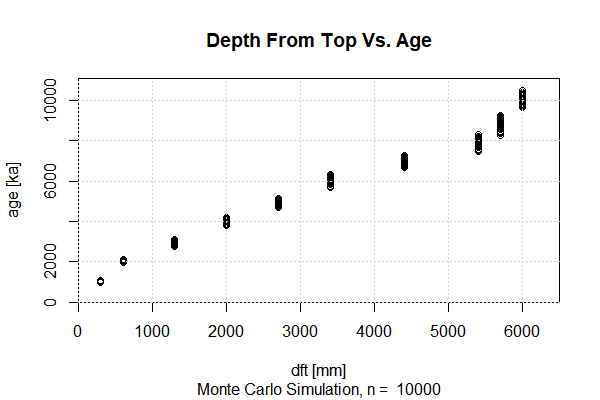 Depth From Top Vs. Age
10000
6000
2000
0
age [ka]
0 1000 2000 3000 4000 5000 6000
dft [mm]
Monte Carlo Simulation, n = 10000